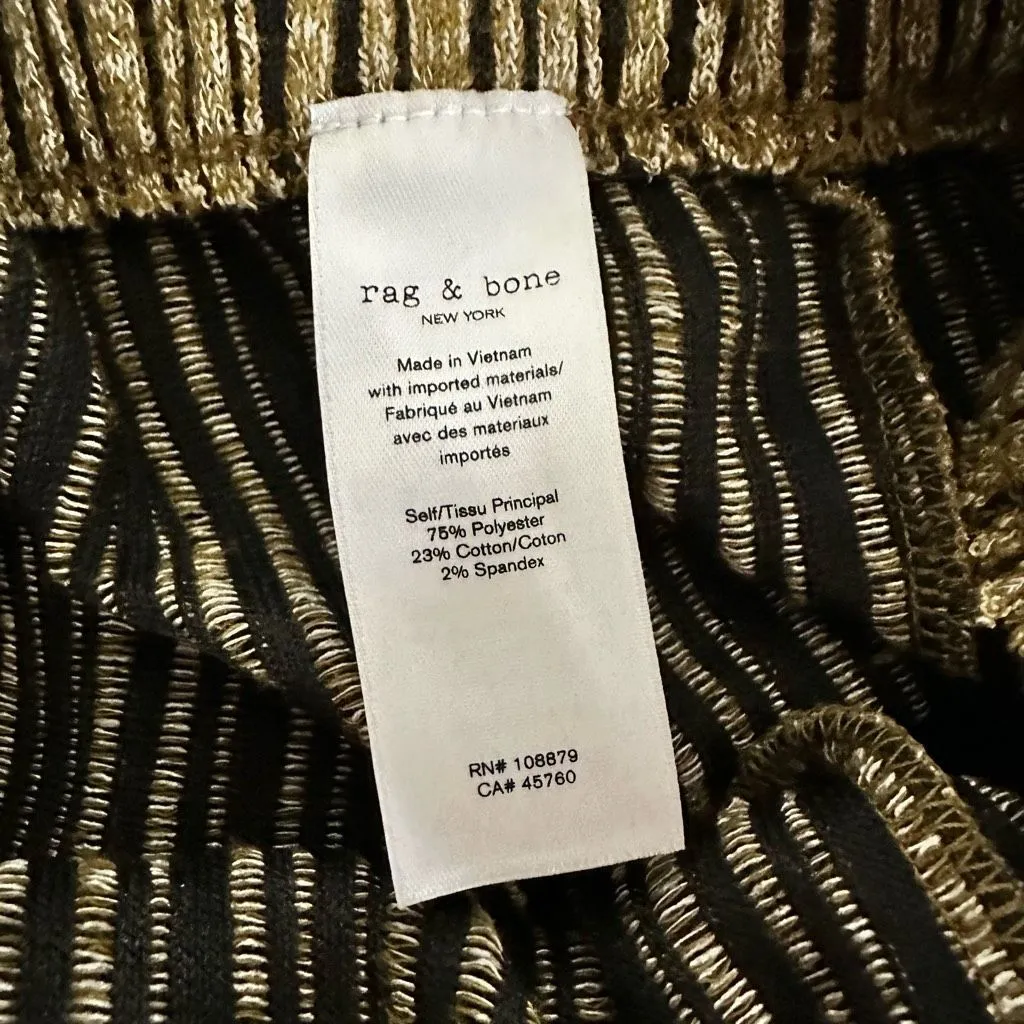 rag & bone
NEW YORK
Made in Vietnam
with imported materials/
Fabriqué au Vietnam
avec des materiaux
importés
Self/Tissu Principal
75% Polyester
23% Cotton/Coton
2% Spandex
RN# 108879
CA# 45760